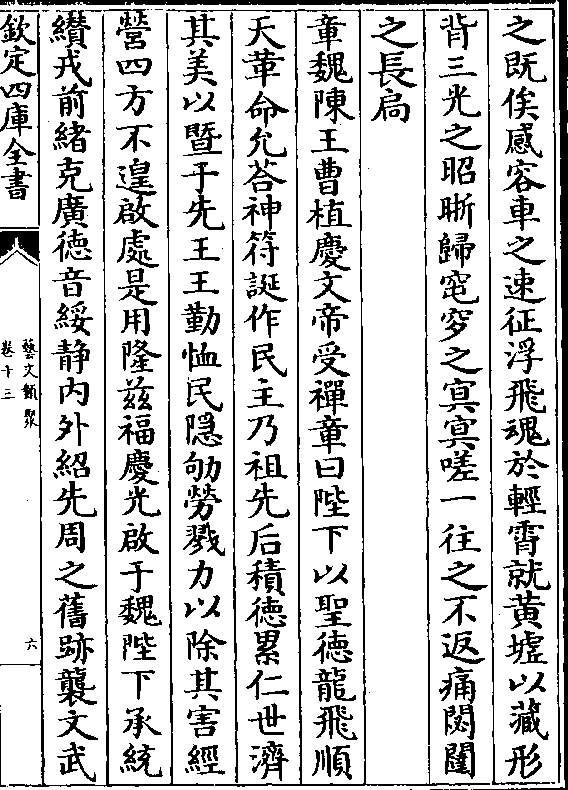 之既俟感容車之速征浮飛魂於輕霄就黄墟以藏形
背三光之昭晰歸窀穸之㝠㝠嗟一往之不返痛閟闥
之長扃
章魏陳王曹植慶文帝受禪章曰陛下以聖徳龍飛順
天革命允荅神符誕作民主乃祖先后積徳累仁世濟
其美以暨于先王王勤恤民隠劬勞戮力以除其害經
營四方不遑啟處是用隆兹福慶光啟于魏陛下承統
纉戎前緒克廣徳音綏静内外紹先周之舊跡襲文武
欽定四庫全書
藝文類聚
卷十三
六